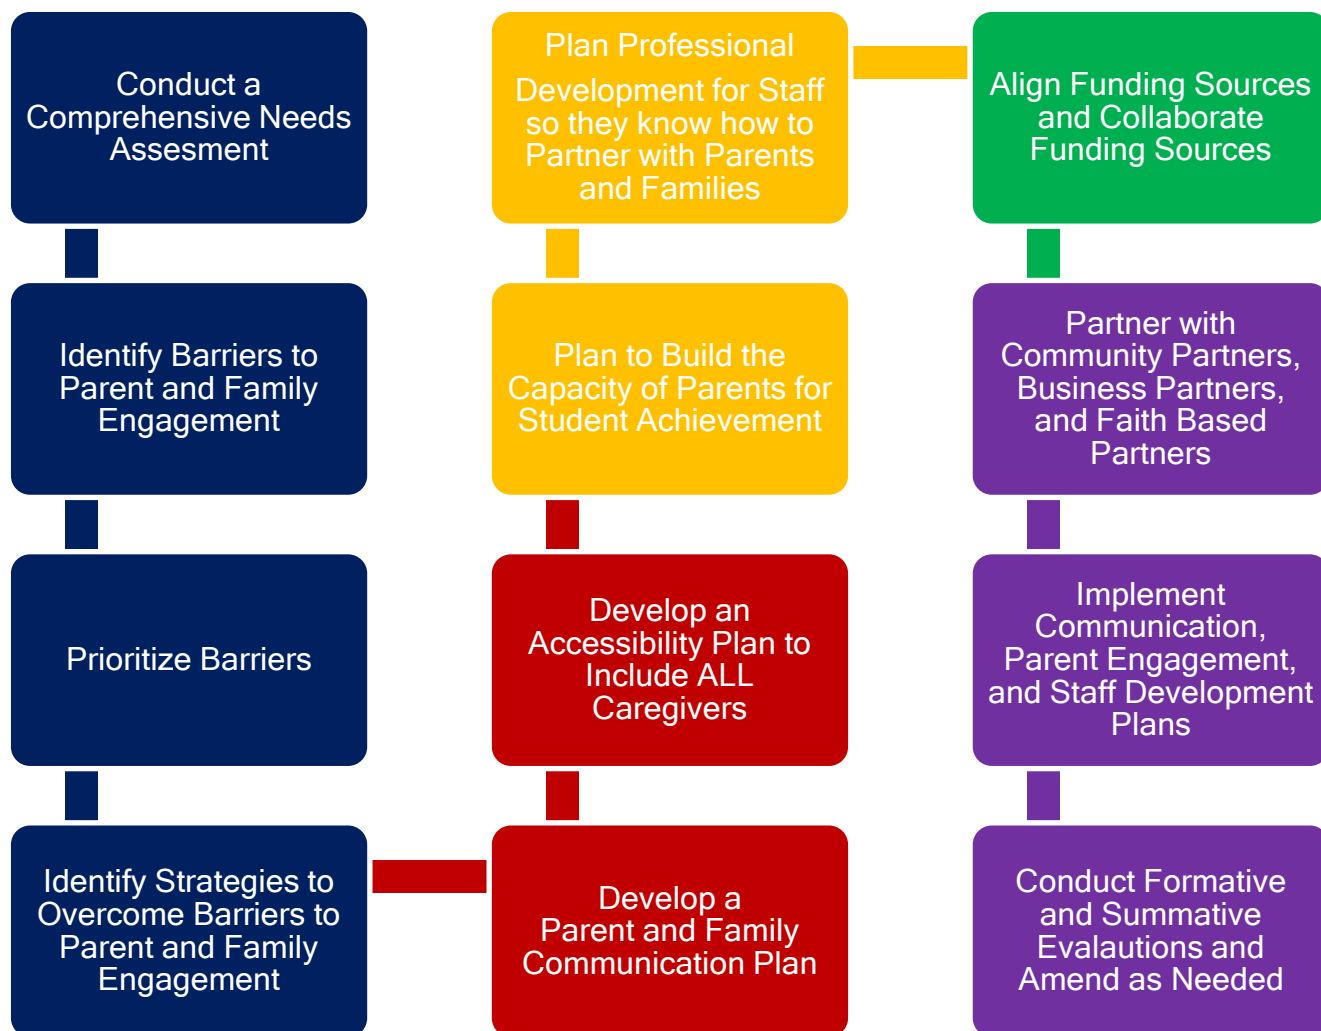 Conduct a
Comprehensive Needs
Assesment
Identify Barriers to
Parent and Family
Engagement
Prioritize Barriers
Identify Strategies to
Overcome Barriers to
Parent and Family
Engagement
Develop a
Parent and Family
Communication Plan
Develop an
Accessibility Plan to
Include ALL
Caregivers
Plan to Build the
Capacity of Parents for
Student Achievement
Plan Professional
Development for Staff
so they know how to
Partner with Parents
and Families
Align Funding Sources
and Collaborate
Funding Sources
Partner with
Community Partners,
Business Partners,
and Faith Based
Partners
Implement
Communication,
Parent Engagement,
and Staff Development
Plans
Conduct Formative
and Summative
Evalautions and
Amend as Needed